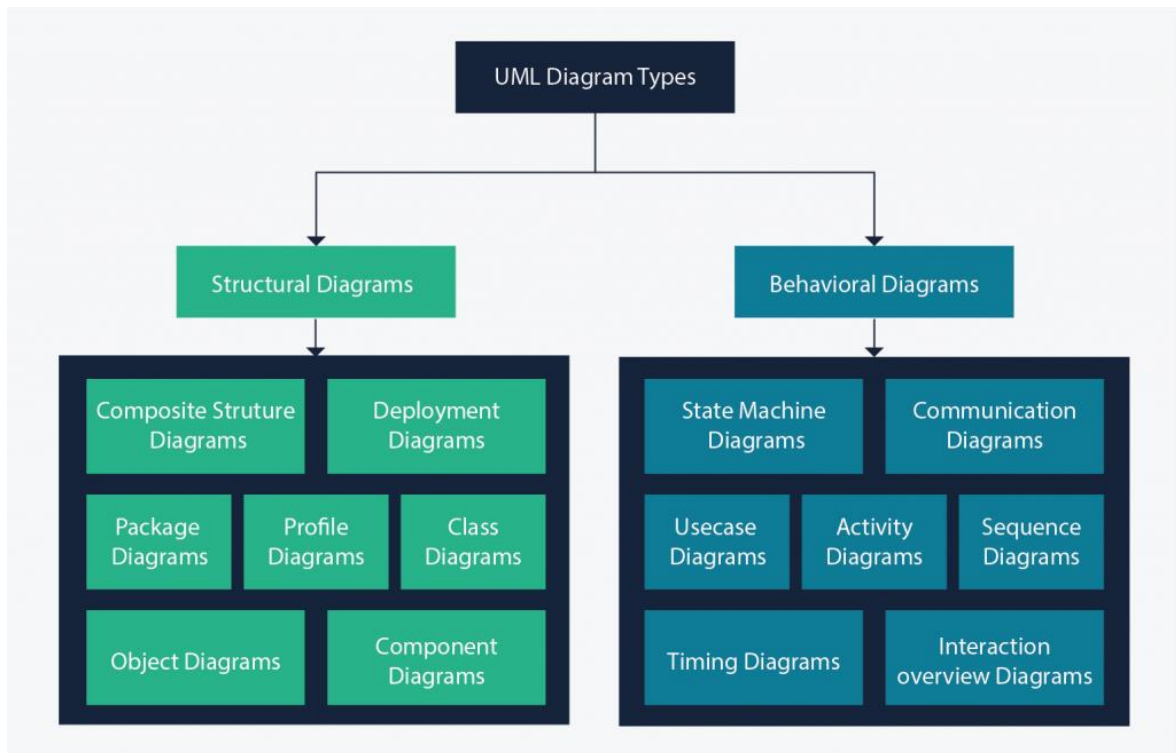 UML Diagram Types
Structural Diagrams
Behavioral Diagrams
Composite Struture
Diagrams
Deployment
Diagrams
Package
Diagrams
Profile
Diagrams
Class
Diagrams
Object Diagrams
Component
Diagrams
State Machine
Diagrams
Communication
Diagrams
Usecase
Diagrams
Activity
Diagrams
Sequence
Diagrams
Timing Diagrams
Interaction
overview Diagrams